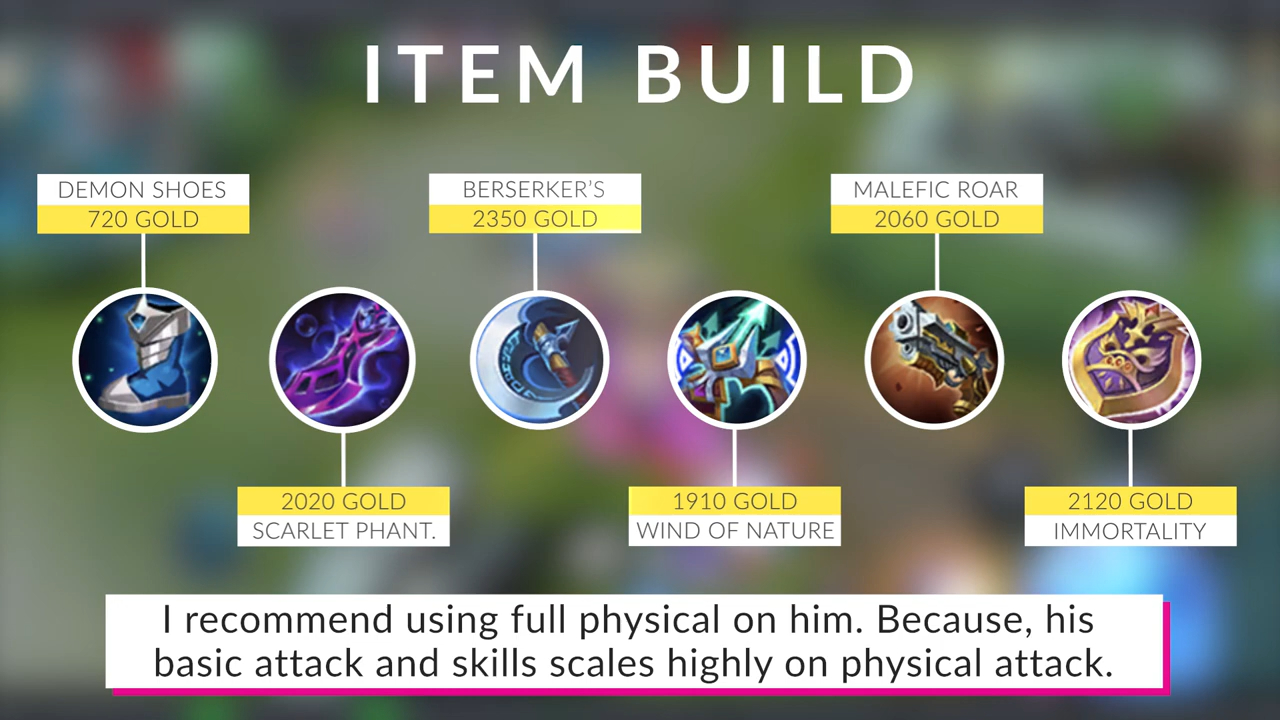 ITEM BUILD
DEMON SHOES
720 GOLD
BERSERKER'S
2350 GOLD
MALEFIC ROAR
2060 GOLD
2020 GOLD
SCARLET PHANT.
1910 GOLD
WIND OF NATURE
2120 GOLD
IMMORTALITY
I recommend using full physical on him. Because, his
basic attack and skills scales highly on physical attack.